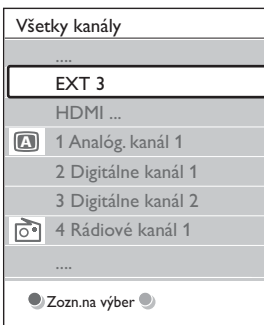 Všetky kanály
....
EXT 3
HDMI ...
A 1 Analóg. kanál 1
2 Digitálne kanál 1
3 Digitálne kanál 2
4 Rádiové kanál 1
....
Zozn.na výber